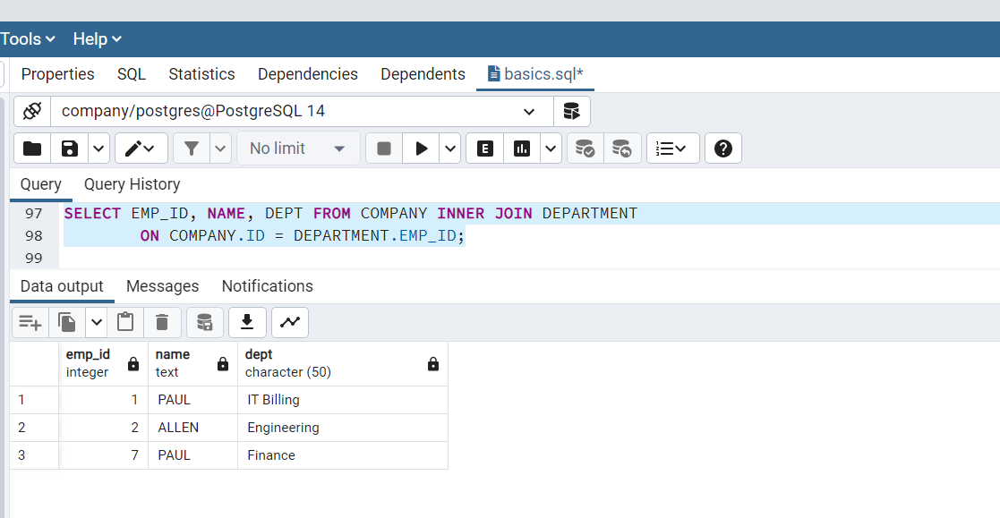 Tools Help
Properties SQL Statistics Dependencies Dependents basics.sql*
company/postgres@PostgreSQL 14
No limit E
Query Query History
97 SELECT EMP_ID, NAME, DEPT FROM COMPANY INNER JOIN DEPARTMENT
98 ON COMPANY.ID = DEPARTMENT.EMP_ID;
99
Data output Messages Notifications
emp_id name dept
integer text character (50)
1 1 PAUL IT Billing
2 2 ALLEN Engineering
3 7 PAUL Finance